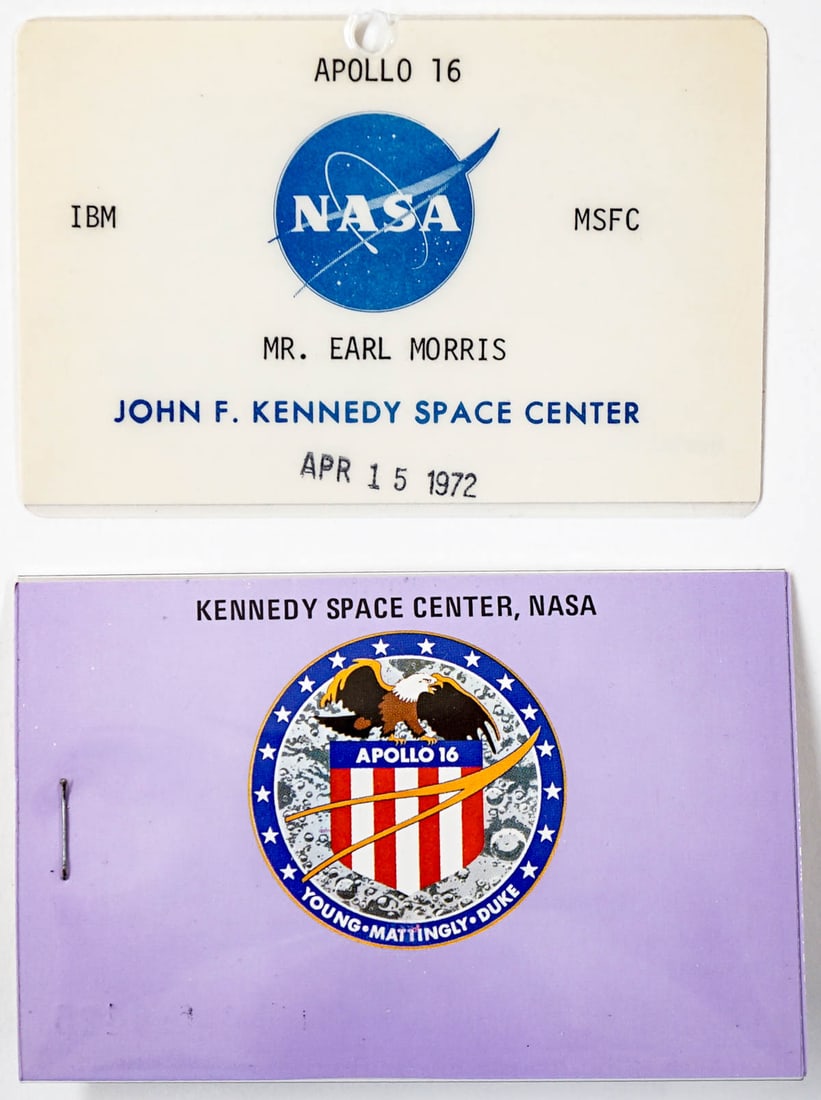 APOLLO 16
NASA
IBM
MSFC
MR. EARL MORRIS
JOHN F. KENNEDY SPACE CENTER
APR 15 1972
KENNEDY SPACE CENTER, NASA
APOLLO 16
YOUNG•MATTINGLY•DUKE